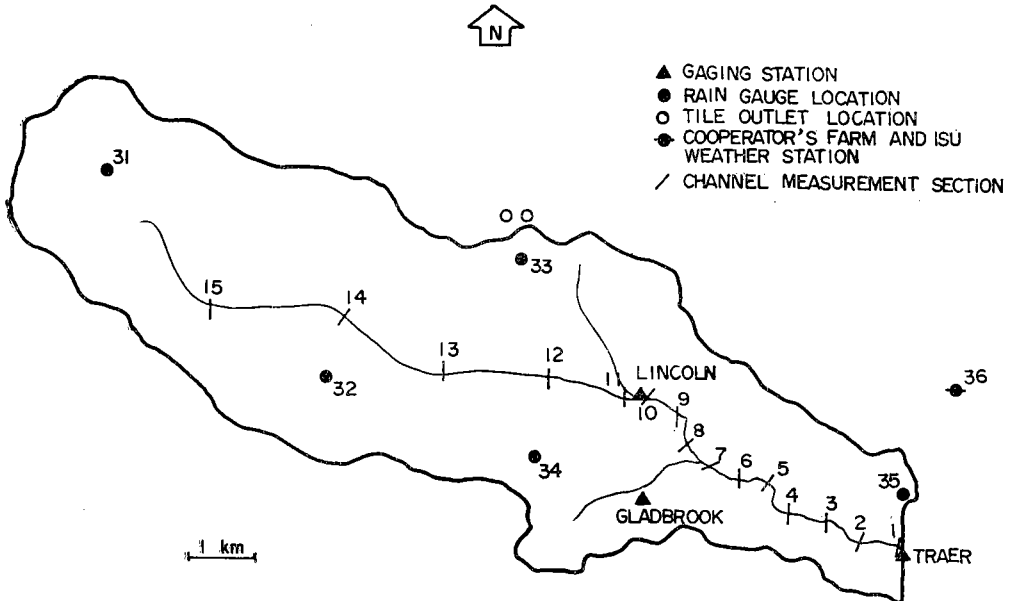 N
GAGING STATION
RAIN GAUGE LOCATION
TILE OUTLET LOCATION
COOPERATOR'S FARM AND ISU
WEATHER STATION
CHANNEL MEASUREMENT SECTION
31
33
15
14
13
12
32
LINCOLN
11
10
9
36
8
34
7
6
5
35
GLADBROOK
4
3
2
1
TRAER
1 km